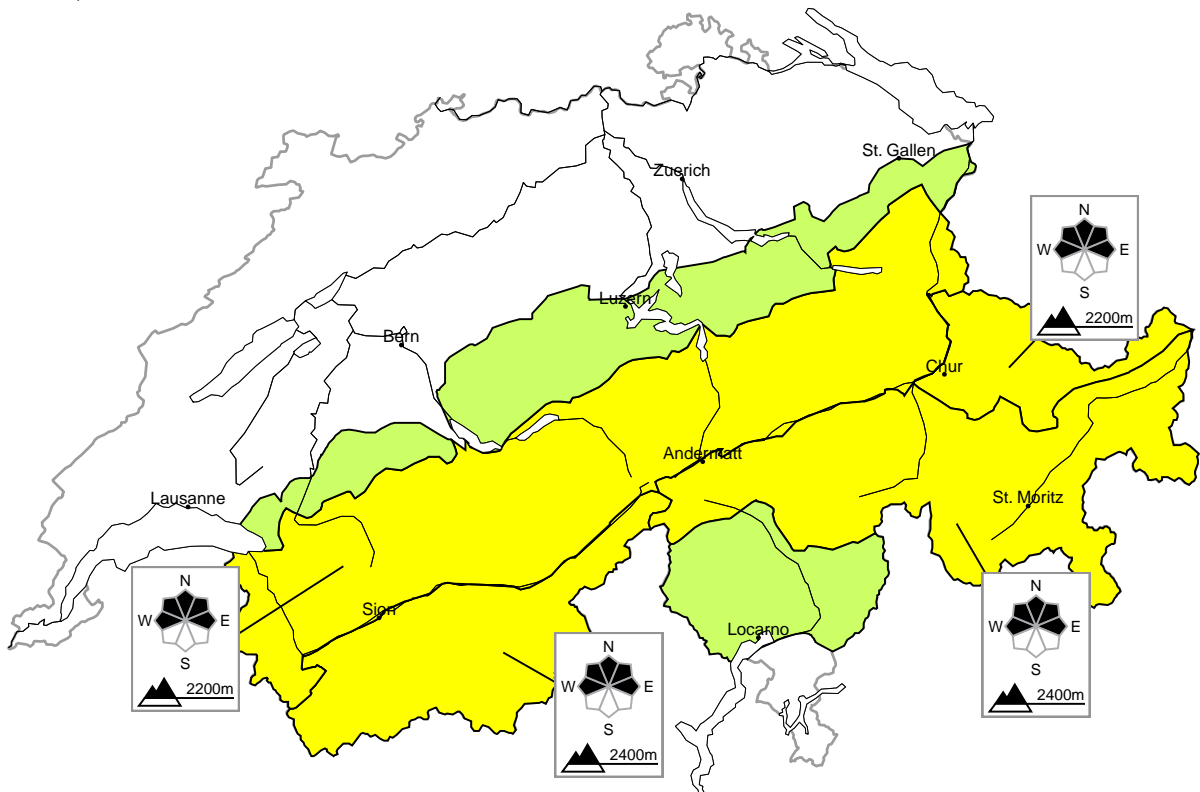 St. Gallen
Zuerich
N
W E
S
2200m
Luzern
Bern
Chur
Andermatt
Lausanne
St. Moritz
N
W E
S
2200m
Sion
N
W E
S
2400m
Locarno
N
W E
S
2400m